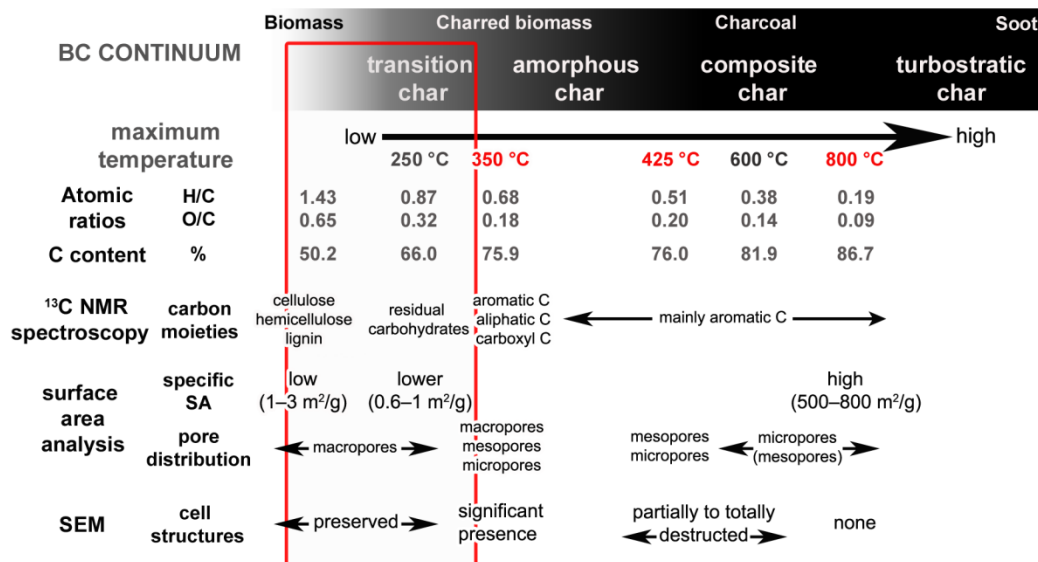 Biomass Charred biomass Charcoal Soot
BC CONTINUUM
transition amorphous composite turbostratic
char char char char
maximum
temperature
low high
250 °C 350 °C 425 °C 600 °C 800 °C
Atomic H/C 1.43 0.87 0.68 0.51 0.38 0.19
ratios O/C 0.65 0.32 0.18 0.20 0.14 0.09
C content % 50.2 66.0 75.9 76.0 81.9 86.7
¹³C NMR
spectroscopy
carbon
moieties
cellulose
hemicellulose
lignin
residual
carbohydrates
aromatic C
aliphatic C
carboxyl C
mainly aromatic C
surface
area
analysis
specific
SA
low
(1–3 m²/g)
lower
(0.6–1 m²/g)
high
(500–800 m²/g)
pore
distribution
macropores
macropores
mesopores
micropores
mesopores
micropores
micropores
(mesopores)
SEM
cell
structures
preserved
significant
presence
partially to totally
destructed
none